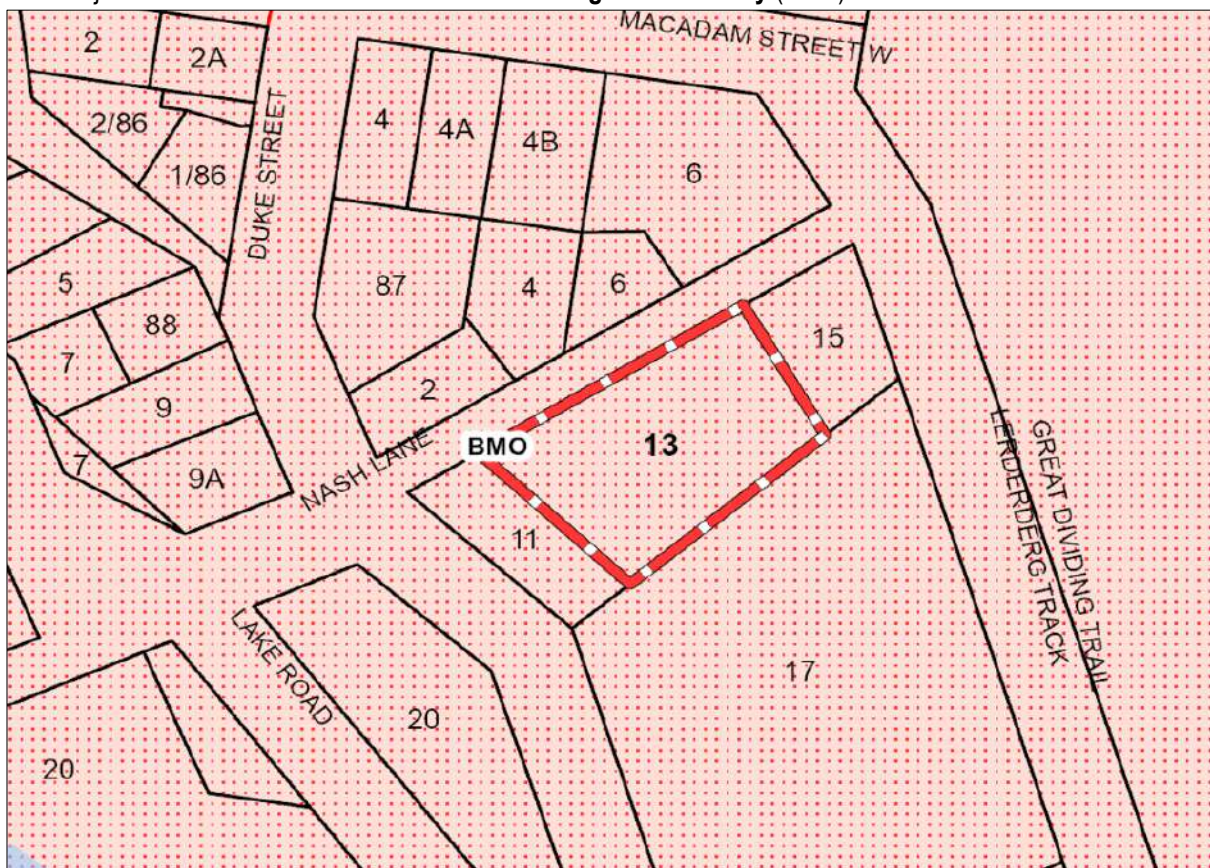 MACADAM STREET W
2
2A
4
4A
4B
6
2/86
1/86
DUKE STREET
5
88
87
4
6
15
7
9
2
BMO
13
7
9A
NASH LANE
11
GREAT DIVIDING TRAIL
LERDERDERG TRACK
LAKE ROAD
17
20
20